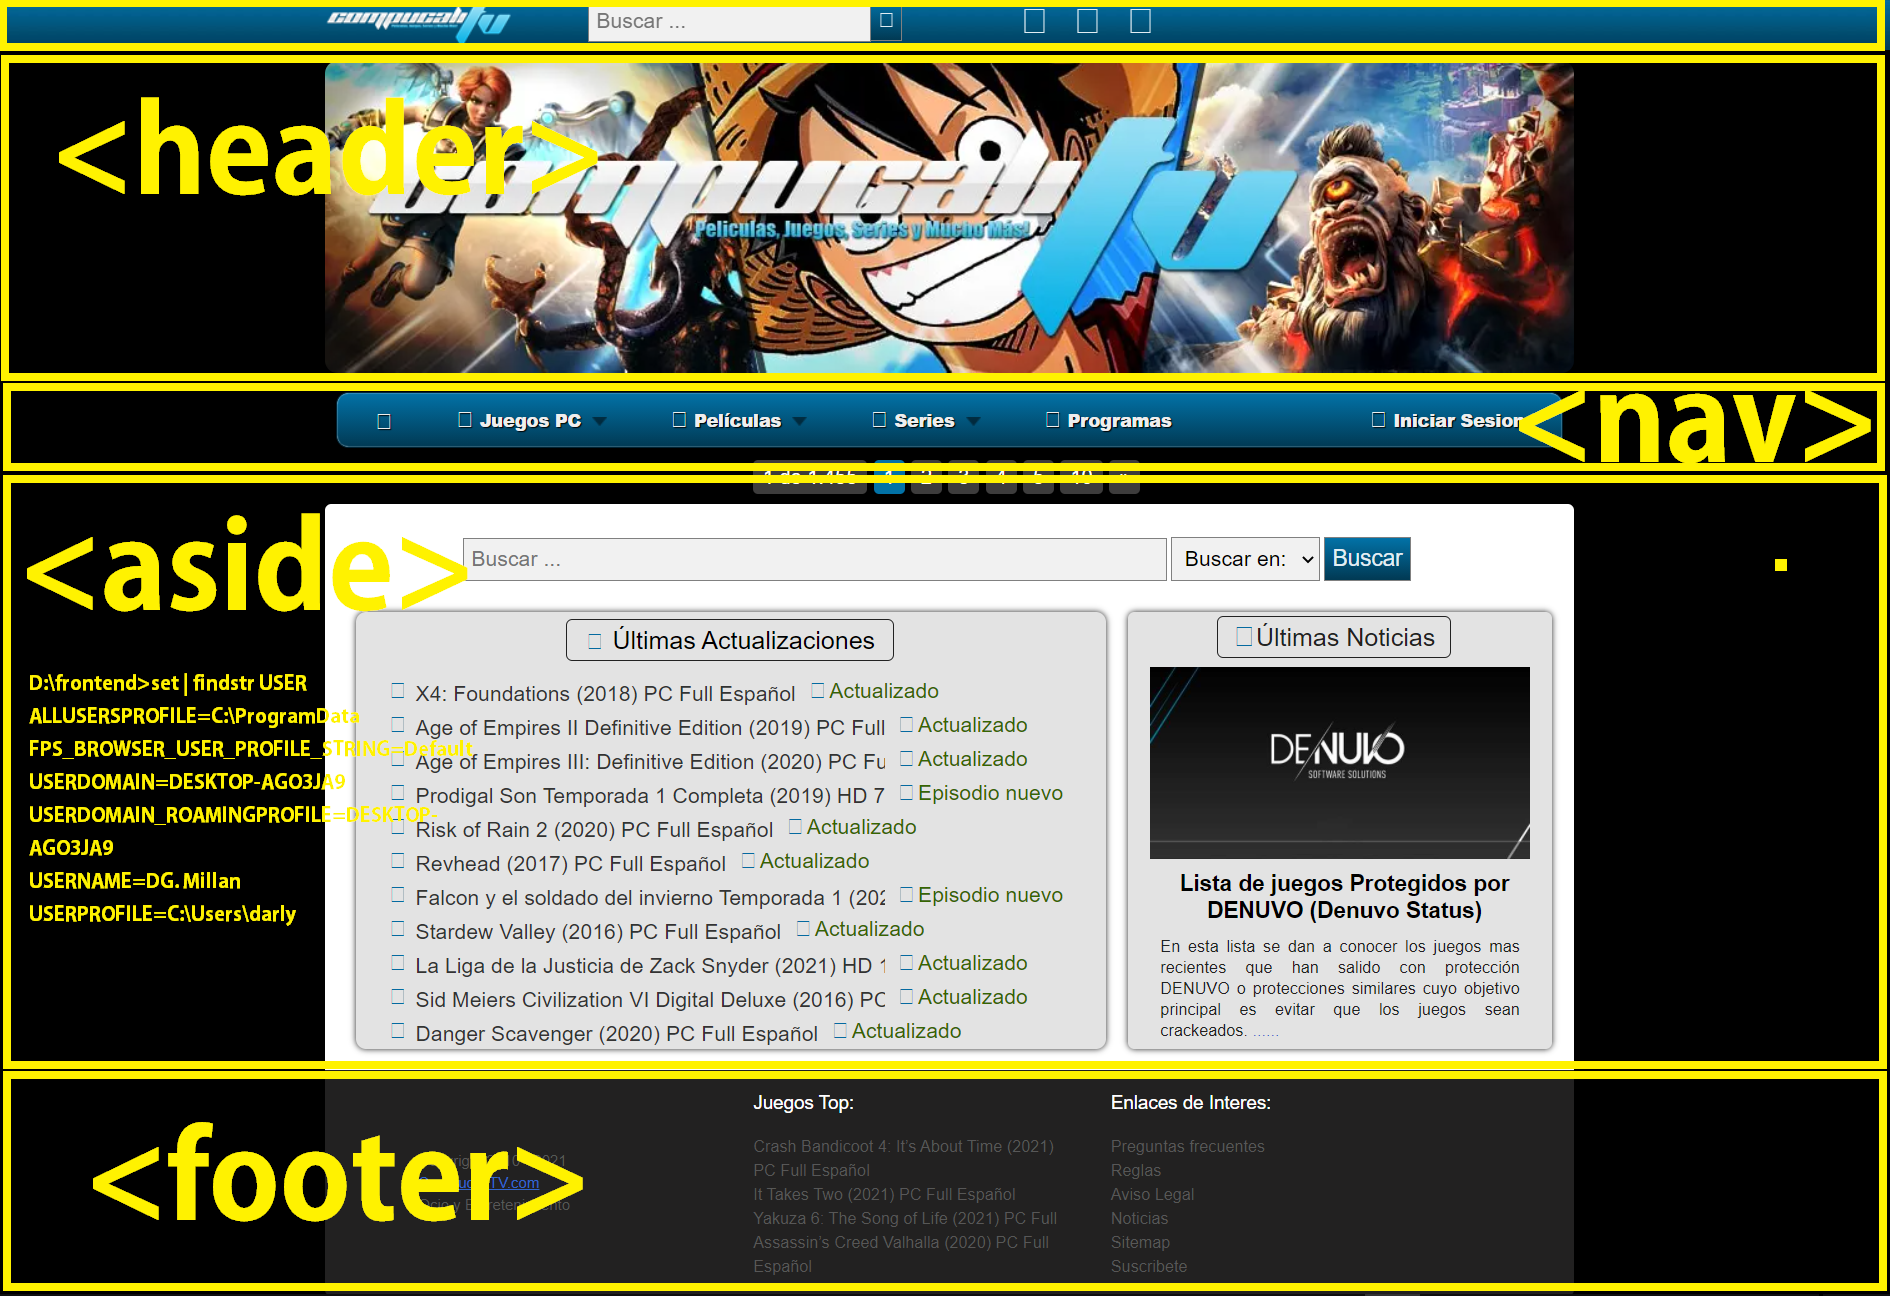 compucali tv
Buscar ...
<header>
compucali tv
Peliculas, Juegos, Series y Mucho Más!
Juegos PC
Películas
Series
Programas
Iniciar Sesion
<nav>
1 de 1.455 1 2 3 4 5 10 »
<aside>
Buscar ...
Buscar en:
Buscar
D:\frontend>set | findstr USER
ALLUSERSPROFILE=C:\ProgramData
FPS_BROWSER_USER_PROFILE_STRING=Default
USERDOMAIN=DESKTOP-AGO3JA9
USERDOMAIN_ROAMINGPROFILE=DESKTOP-
AGO3JA9
USERNAME=DG. Millan
USERPROFILE=C:\Users\darly
Últimas Actualizaciones
X4: Foundations (2018) PC Full Español Actualizado
Age of Empires II Definitive Edition (2019) PC Full Actualizado
Age of Empires III: Definitive Edition (2020) PC Fu Actualizado
Prodigal Son Temporada 1 Completa (2019) HD 7 Episodio nuevo
Risk of Rain 2 (2020) PC Full Español Actualizado
Revhead (2017) PC Full Español Actualizado
Falcon y el soldado del invierno Temporada 1 (202 Episodio nuevo
Stardew Valley (2016) PC Full Español Actualizado
La Liga de la Justicia de Zack Snyder (2021) HD 1 Actualizado
Sid Meiers Civilization VI Digital Deluxe (2016) PC Actualizado
Danger Scavenger (2020) PC Full Español Actualizado
Últimas Noticias
DENUVO
SOFTWARE SOLUTIONS
Lista de juegos Protegidos por
DENUVO (Denuvo Status)
En esta lista se dan a conocer los juegos mas
recientes que han salido con protección
DENUVO o protecciones similares cuyo objetivo
principal es evitar que los juegos sean
crackeados. ......
<footer>
2021
TV.com
Ocio y
Juegos Top:
Crash Bandicoot 4: It's About Time (2021)
PC Full Español
It Takes Two (2021) PC Full Español
Yakuza 6: The Song of Life (2021) PC Full
Assassin's Creed Valhalla (2020) PC Full
Español
Enlaces de Interes:
Preguntas frecuentes
Reglas
Aviso Legal
Noticias
Sitemap
Suscribete